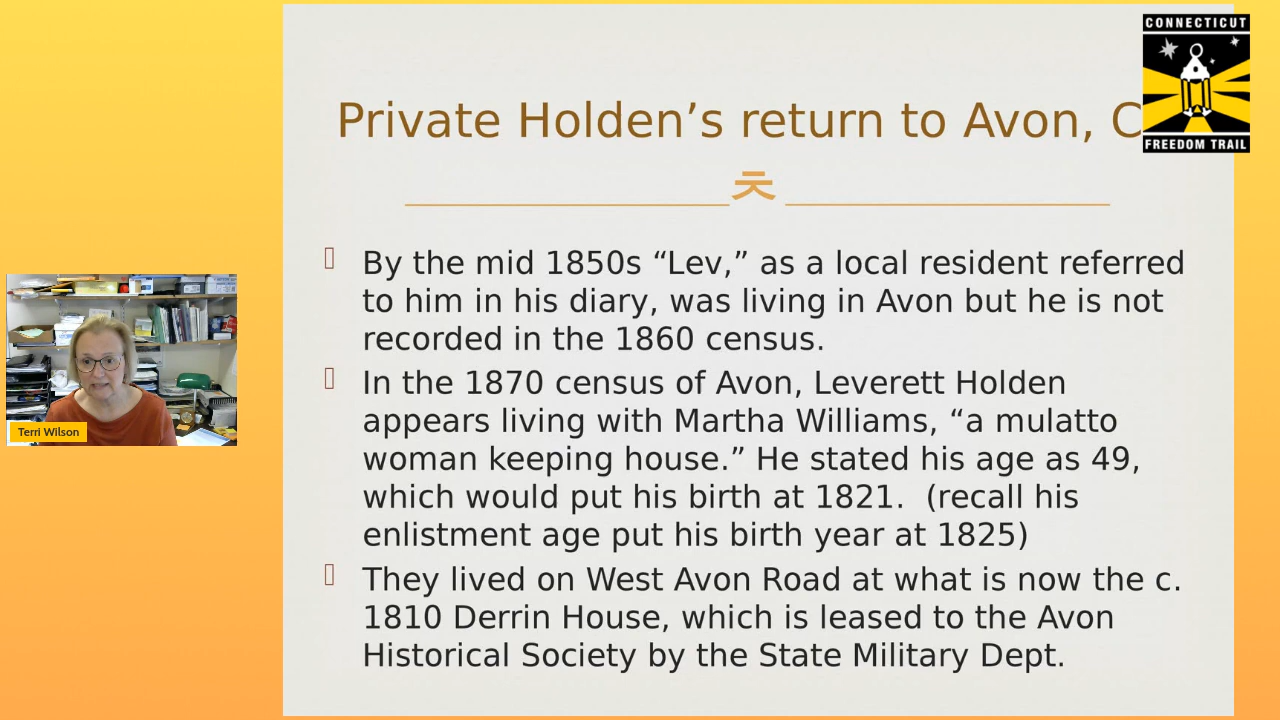 CONNECTICUT
FREEDOM TRAIL
Private Holden’s return to Avon, C
By the mid 1850s “Lev,” as a local resident referred
to him in his diary, was living in Avon but he is not
recorded in the 1860 census.
In the 1870 census of Avon, Leverett Holden
appears living with Martha Williams, “a mulatto
woman keeping house.” He stated his age as 49,
which would put his birth at 1821.  (recall his
enlistment age put his birth year at 1825)
They lived on West Avon Road at what is now the c.
1810 Derrin House, which is leased to the Avon
Historical Society by the State Military Dept.
Terri Wilson